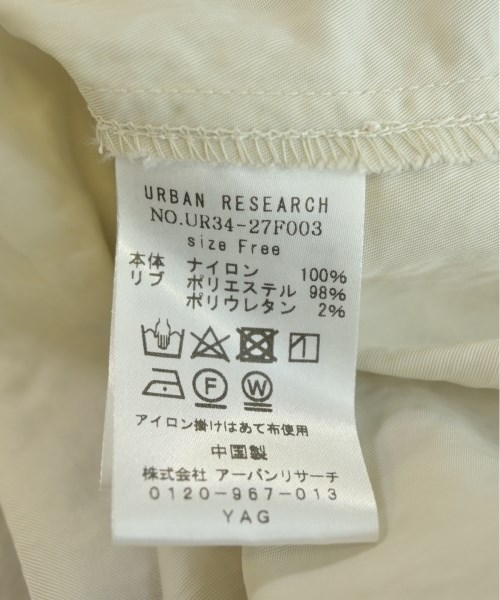 URBAN RESEARCH
NO.UR34-27F003
size Free
本体 ナイロン 100%
リブ ポリエステル 98%
ポリウレタン 2%
F W
アイロン掛けはあて布使用
中国製
株式会社 アーバンリサーチ
0120-967-013
YAG